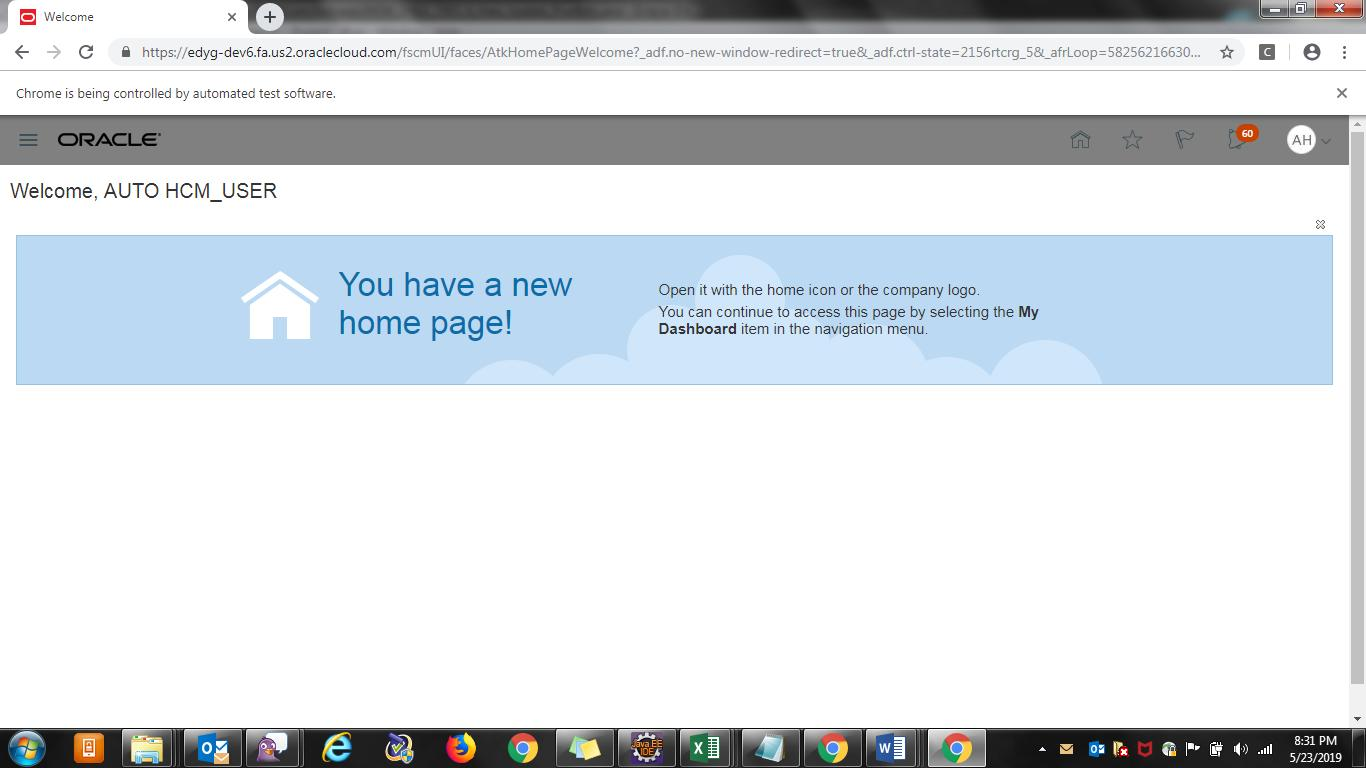 Welcome
https://edyg-dev6.fa.us2.oraclecloud.com/fscmUI/faces/AtkHomePageWelcome?_adf.no-new-window-redirect=true&_adf.ctrl-state=2156rtcrg_5&_afrLoop=58256216630...
C
Chrome is being controlled by automated test software.
ORACLE
60
AH
Welcome, AUTO HCM_USER
You have a new
home page!
Open it with the home icon or the company logo.
You can continue to access this page by selecting the My
Dashboard item in the navigation menu.
Java EE
IDE
8:31 PM
5/23/2019